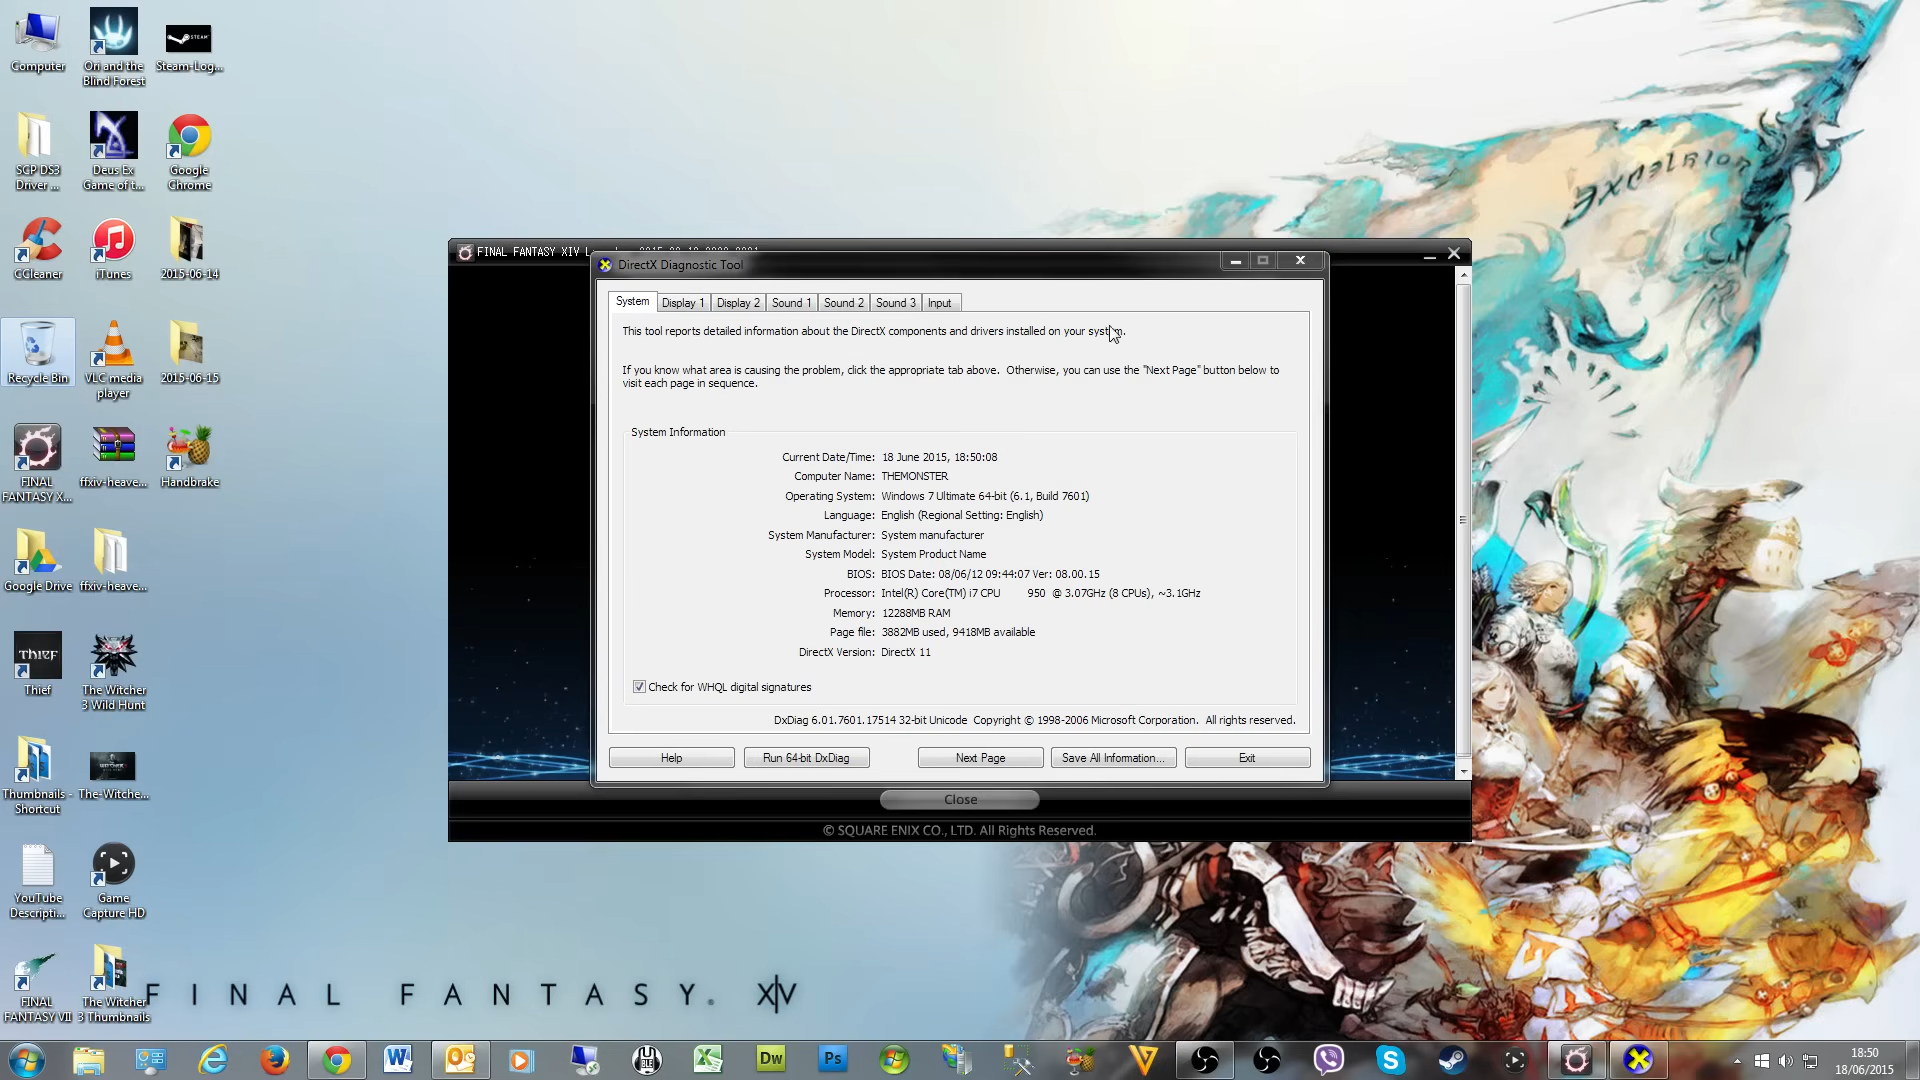 Computer
Ori and the
Blind Forest
STEAM
Steam-Log...
SCP DS3
Driver ...
Deus Ex
Game of t...
Google
Chrome
CCleaner
iTunes
2015-06-14
Recycle Bin
VLC media
player
2015-06-15
FINAL
FANTASY X...
ffxiv-heave...
Handbrake
Google Drive
ffxiv-heave...
THIEF
Thief
The Witcher
3 Wild Hunt
Thumbnails -
Shortcut
The-Witche...
YouTube
Descripti...
Game
Capture HD
FINAL
FANTASY VII
The Witcher
3 Thumbnails
FINAL FANTASY. XIV
EXCELSIOR
FINAL FANTASY XIV L
DirectX Diagnostic Tool
System
Display 1
Display 2
Sound 1
Sound 2
Sound 3
Input
This tool reports detailed information about the DirectX components and drivers installed on your system.
If you know what area is causing the problem, click the appropriate tab above.  Otherwise, you can use the "Next Page" button below to
visit each page in sequence.
System Information
Current Date/Time: 18 June 2015, 18:50:08
Computer Name: THEMONSTER
Operating System: Windows 7 Ultimate 64-bit (6.1, Build 7601)
Language: English (Regional Setting: English)
System Manufacturer: System manufacturer
System Model: System Product Name
BIOS: BIOS Date: 08/06/12 09:44:07 Ver: 08.00.15
Processor: Intel(R) Core(TM) i7 CPU 950 @ 3.07GHz (8 CPUs), ~3.1GHz
Memory: 12288MB RAM
Page file: 3882MB used, 9418MB available
DirectX Version: DirectX 11
Check for WHQL digital signatures
DxDiag 6.01.7601.17514 32-bit Unicode  Copyright © 1998-2006 Microsoft Corporation.  All rights reserved.
Help
Run 64-bit DxDiag
Next Page
Save All Information...
Exit
Close
© SQUARE ENIX CO., LTD. All Rights Reserved.
Dw
Ps
18:50
18/06/2015